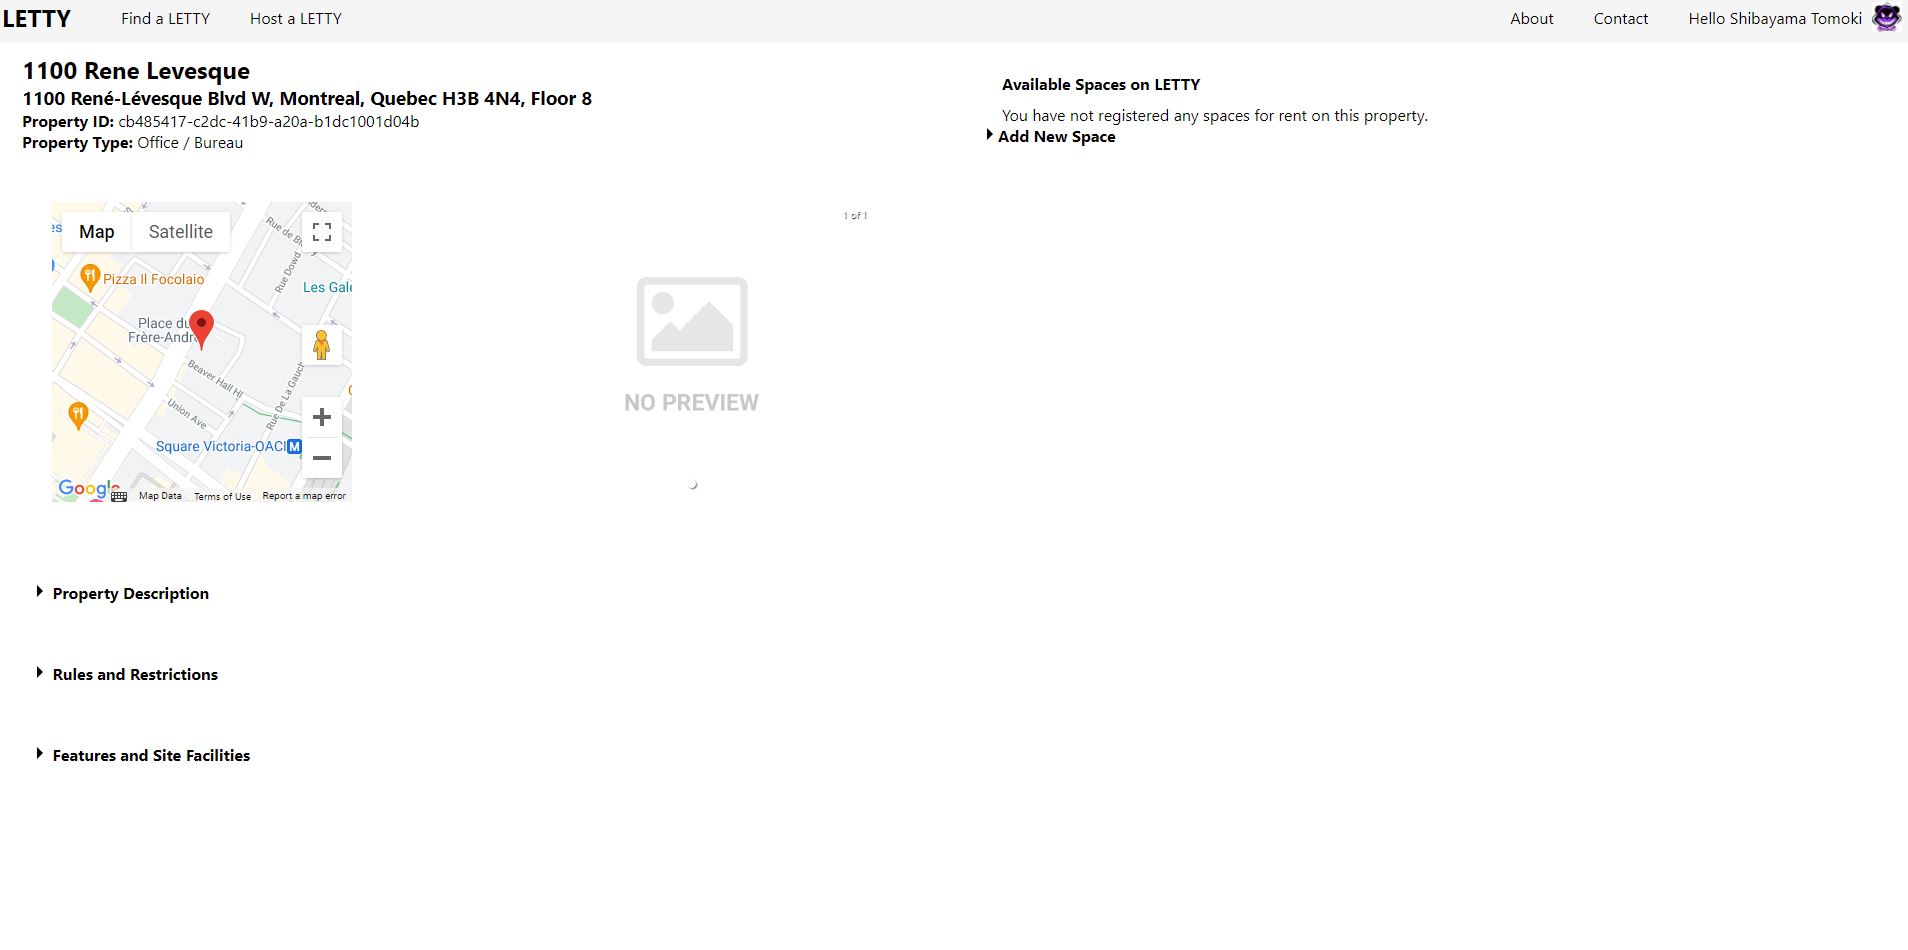 LETTY Find a LETTY Host a LETTY About Contact Hello Shibayama Tomoki
1100 Rene Levesque
1100 René-Lévesque Blvd W, Montreal, Quebec H3B 4N4, Floor 8
Property ID: cb485417-c2dc-41b9-a20a-b1dc1001d04b
Property Type: Office / Bureau
Available Spaces on LETTY
You have not registered any spaces for rent on this property.
Add New Space
Map Satellite
Rue de
Pizza Il Focolaio
Rue Dowd
Les
Place du
Frère-André
Beaver Hall Hl
Union Ave
Rue De La
Square Victoria-OACI M
Google Map Data Terms of Use Report a map error
1 of 1
NO PREVIEW
Property Description
Rules and Restrictions
Features and Site Facilities